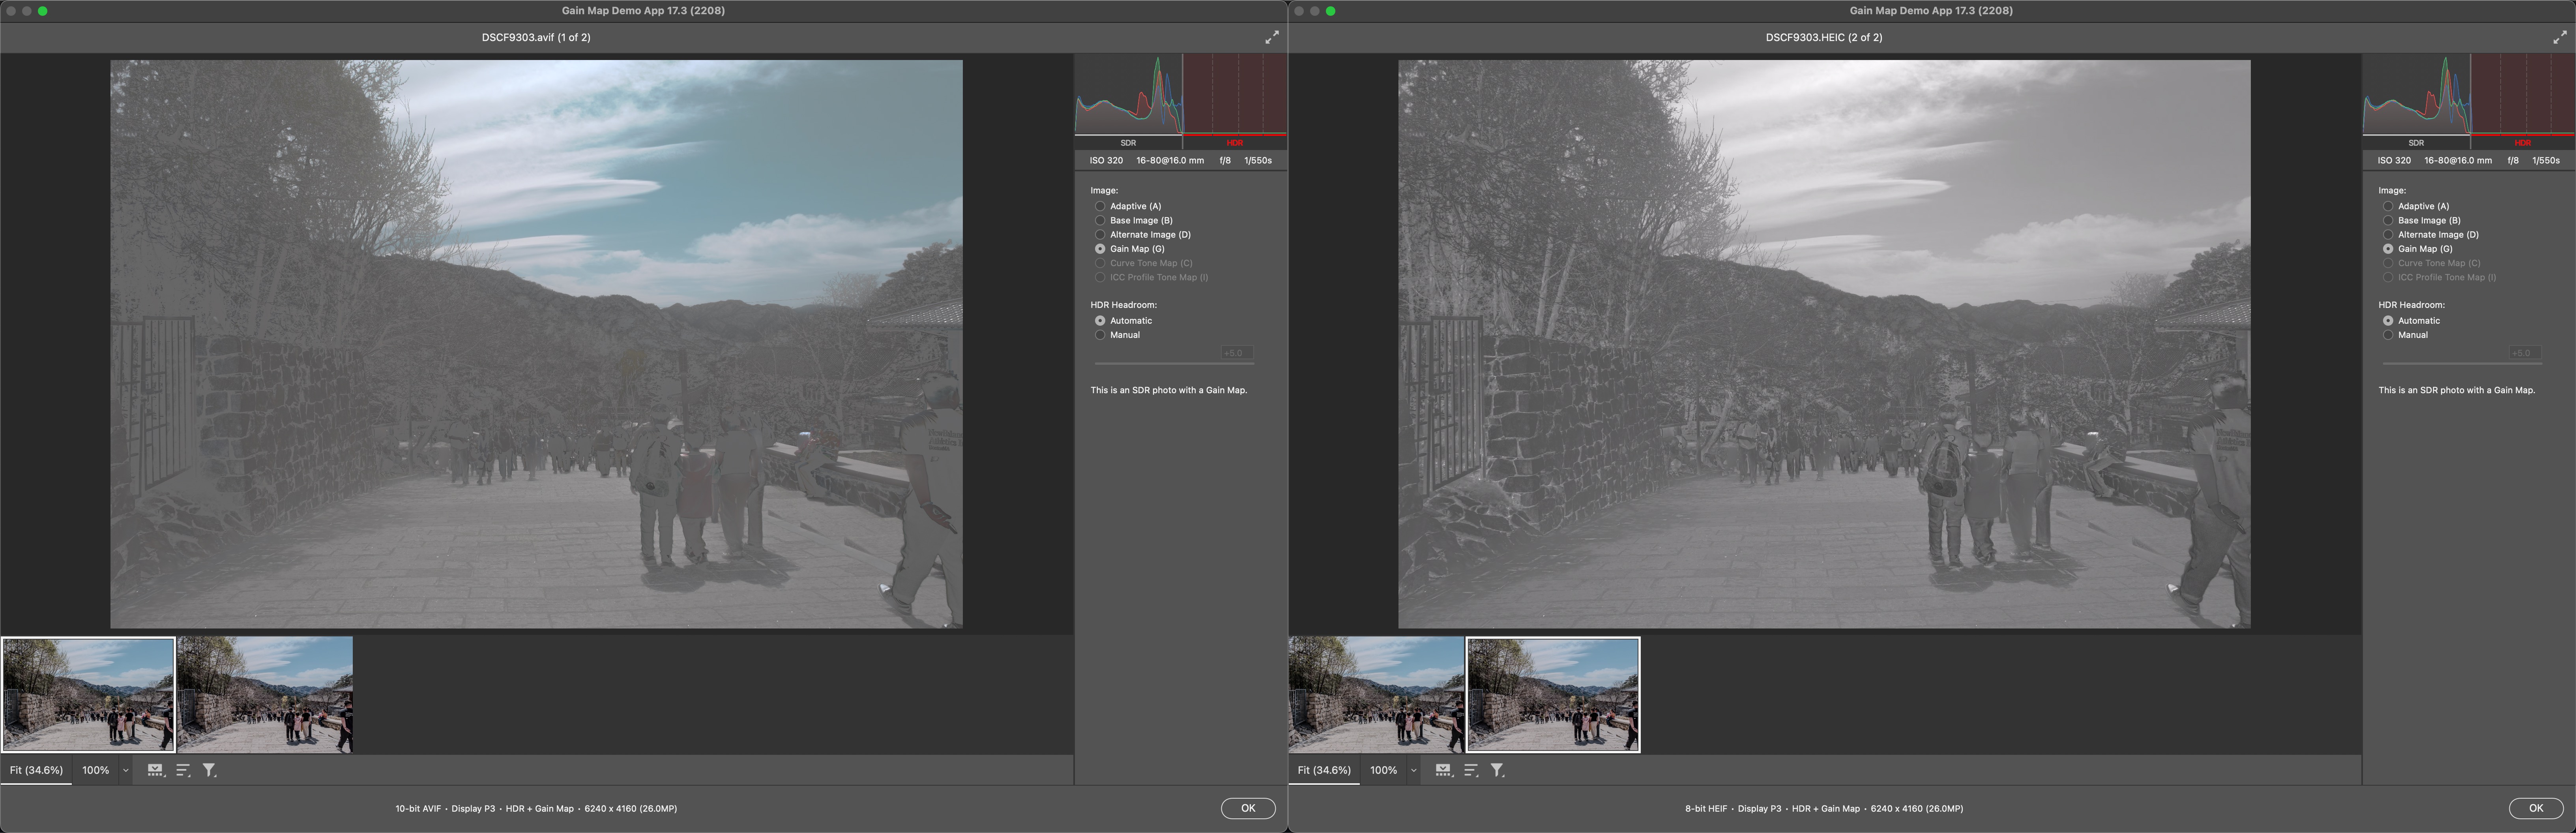 Gain Map Demo App 17.3 (2208)
DSCF9303.avif (1 of 2)
SDR
HDR
ISO 320 16-80@16.0 mm f/8 1/550s
Image:
Adaptive (A)
Base Image (B)
Alternate Image (D)
Gain Map (G)
Curve Tone Map (C)
ICC Profile Tone Map (I)
HDR Headroom:
Automatic
Manual
+5.0
This is an SDR photo with a Gain Map.
Fit (34.6%) 100%
10-bit AVIF • Display P3 • HDR + Gain Map • 6240 x 4160 (26.0MP)
OK
Gain Map Demo App 17.3 (2208)
DSCF9303.HEIC (2 of 2)
SDR
HDR
ISO 320 16-80@16.0 mm f/8 1/550s
Image:
Adaptive (A)
Base Image (B)
Alternate Image (D)
Gain Map (G)
Curve Tone Map (C)
ICC Profile Tone Map (I)
HDR Headroom:
Automatic
Manual
+5.0
This is an SDR photo with a Gain Map.
Fit (34.6%) 100%
8-bit HEIF • Display P3 • HDR + Gain Map • 6240 x 4160 (26.0MP)
OK